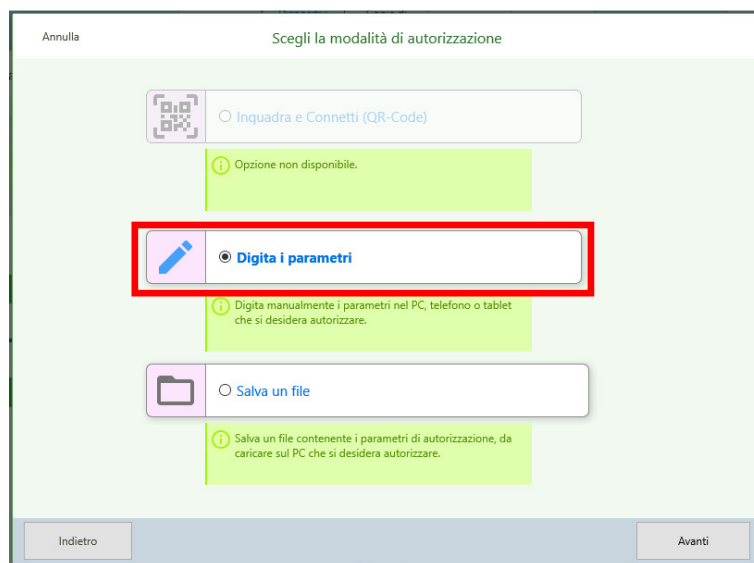 Annulla
Scegli la modalità di autorizzazione
Inquadra e Connetti (QR-Code)
Opzione non disponibile.
Digita i parametri
Digita manualmente i parametri nel PC, telefono o tablet
che si desidera autorizzare.
Salva un file
Salva un file contenente i parametri di autorizzazione, da
caricare sul PC che si desidera autorizzare.
Indietro
Avanti